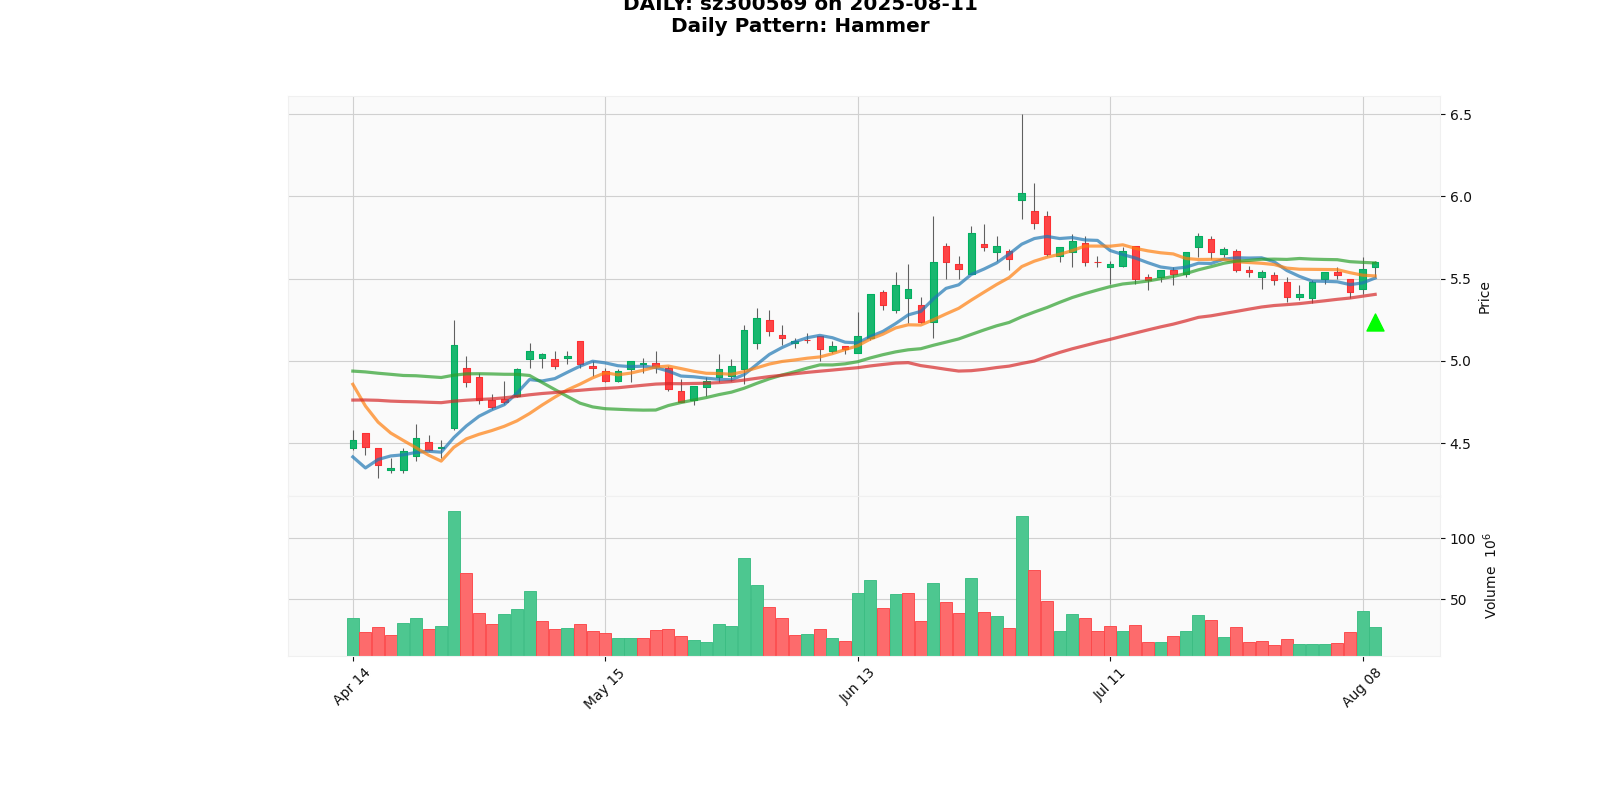 DAILY: sz300569 on 2025-08-11
Daily Pattern: Hammer
6.5
6.0
5.5
5.0
4.5
Price
100
50
Volume 10⁶
Apr 14
May 15
Jun 13
Jul 11
Aug 08